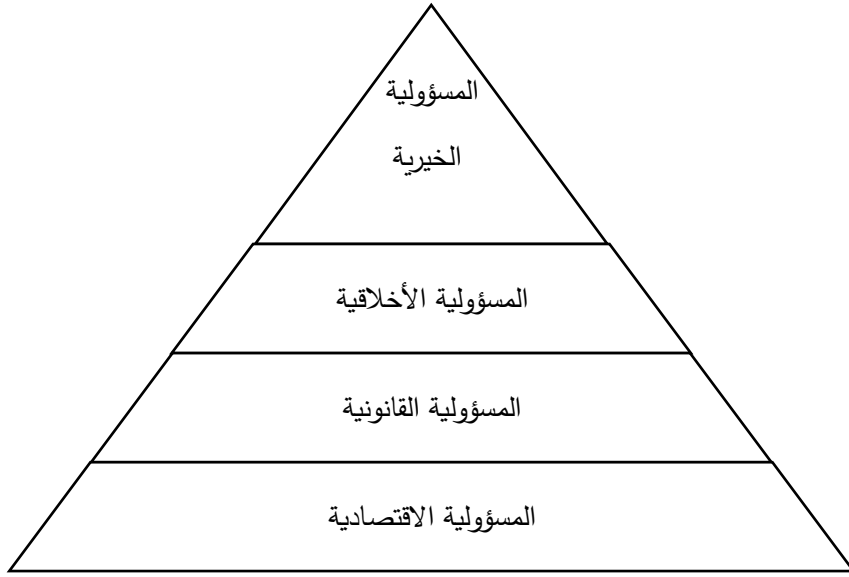 المسؤولية
الخيرية
المسؤولية الأخلاقية
المسؤولية القانونية
المسؤولية الاقتصادية